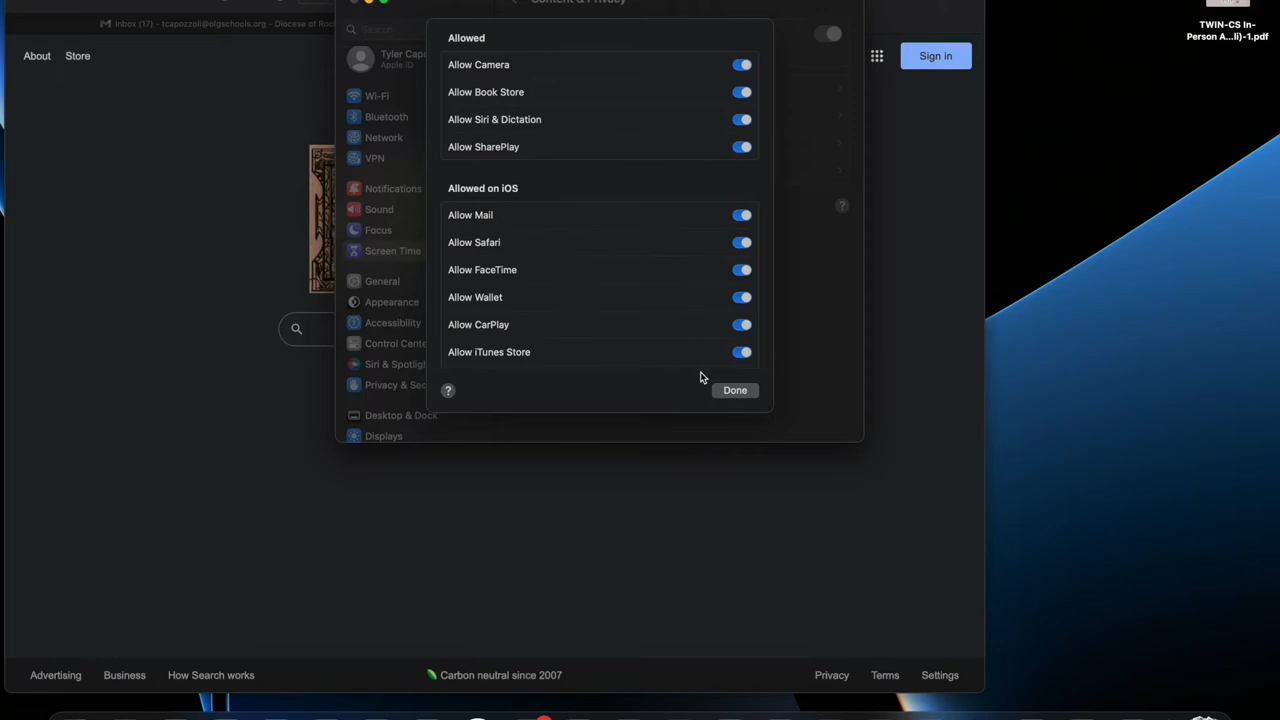 Content & Privacy
Inbox (17) - tcapozzoli@olgschools.org - Diocese of Roc
TWIN-CS In-
Person A...li)-1.pdf
About
Store
Sign in
Search
Tyler Capo
Apple ID
Wi-Fi
Bluetooth
Network
VPN
Notifications
Sound
Focus
Screen Time
General
Appearance
Accessibility
Control Cente
Siri & Spotligh
Privacy & Sec
Desktop & Dock
Displays
Allowed
Allow Camera
Allow Book Store
Allow Siri & Dictation
Allow SharePlay
Allowed on iOS
Allow Mail
Allow Safari
Allow FaceTime
Allow Wallet
Allow CarPlay
Allow iTunes Store
?
Done
?
Advertising
Business
How Search works
Carbon neutral since 2007
Privacy
Terms
Settings